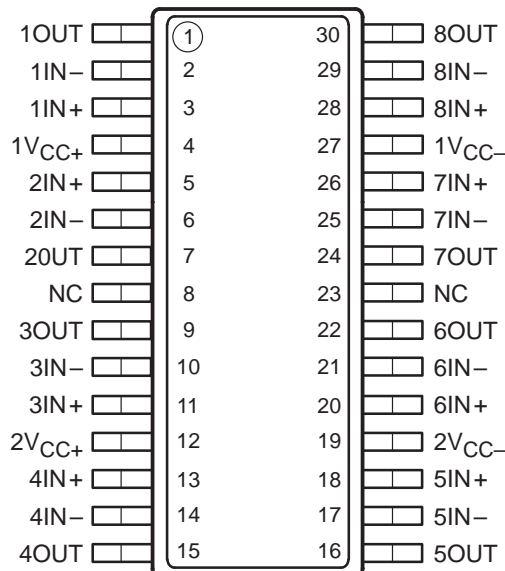 1OUT 1 30 8OUT
1IN– 2 29 8IN–
1IN+ 3 28 8IN+
1VCC+ 4 27 1VCC–
2IN+ 5 26 7IN+
2IN– 6 25 7IN–
20UT 7 24 7OUT
NC 8 23 NC
3OUT 9 22 6OUT
3IN– 10 21 6IN–
3IN+ 11 20 6IN+
2VCC+ 12 19 2VCC–
4IN+ 13 18 5IN+
4IN– 14 17 5IN–
4OUT 15 16 5OUT